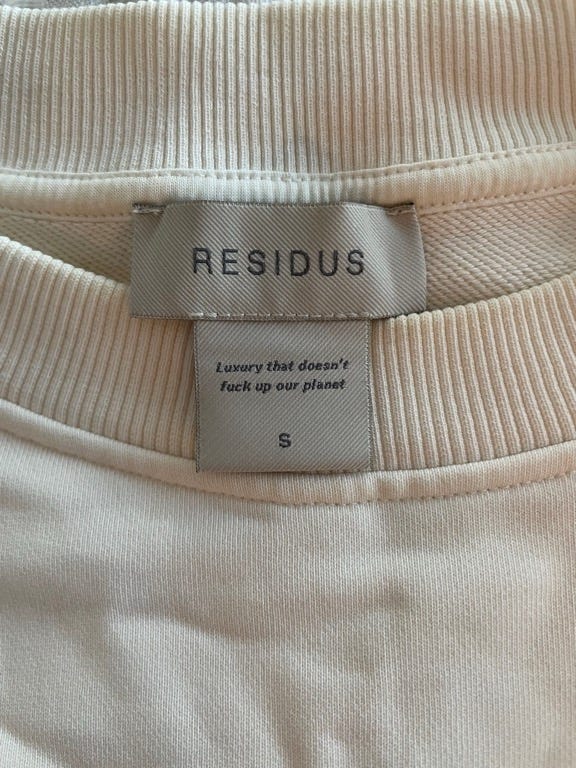 RESIDUS
Luxury that doesn't
fuck up our planet
S